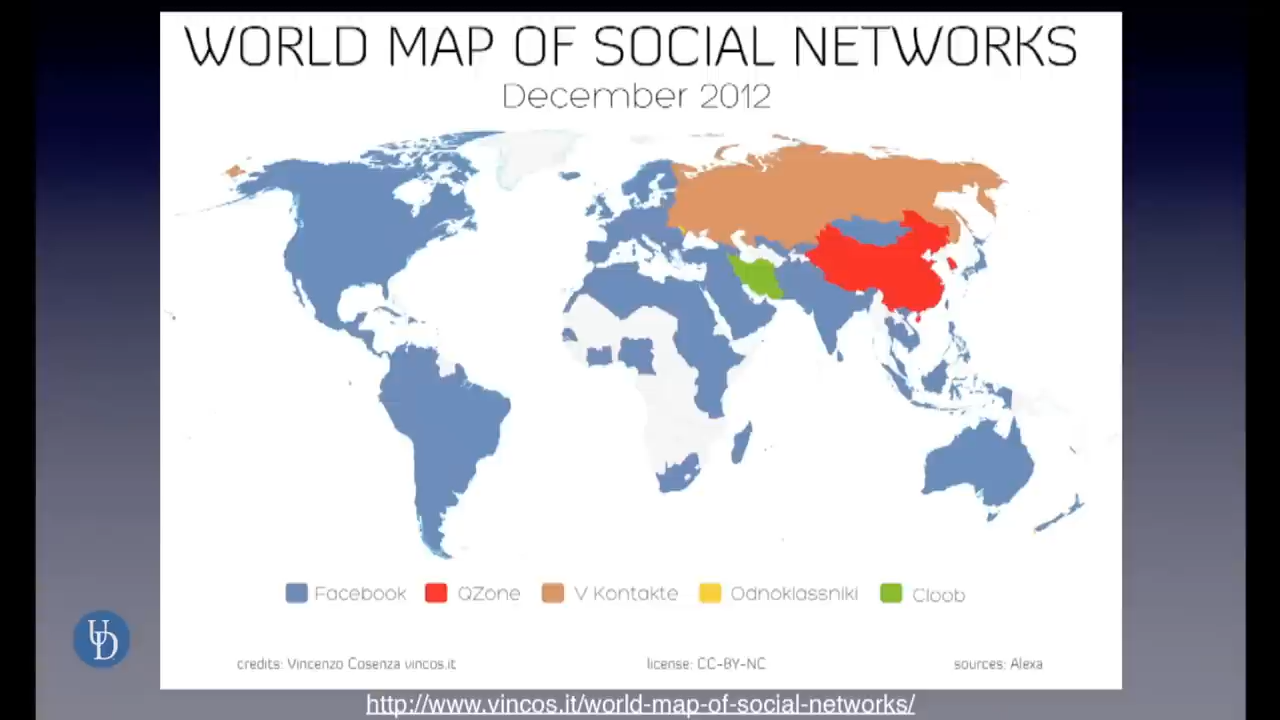 WORLD MAP OF SOCIAL NETWORKS
December 2012
Facebook QZone V Kontakte Odnoklassniki Cloob
UD
credits: Vincenzo Cosenza vincos.it license: CC-BY-NC sources: Alexa
http://www.vincos.it/world-map-of-social-networks/